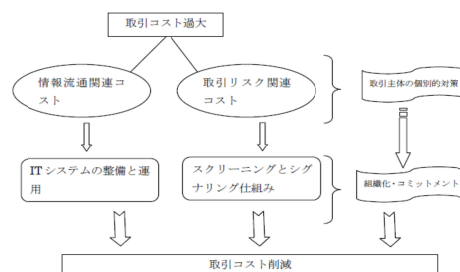 取引コスト過大
情報流通関連コ
スト
取引リスク関連
コスト
取引主体の個別的対策
ITシステムの整備と運
用
スクリーニングとシグ
ナリング仕組み
組織化・コミットメント
取引コスト削減